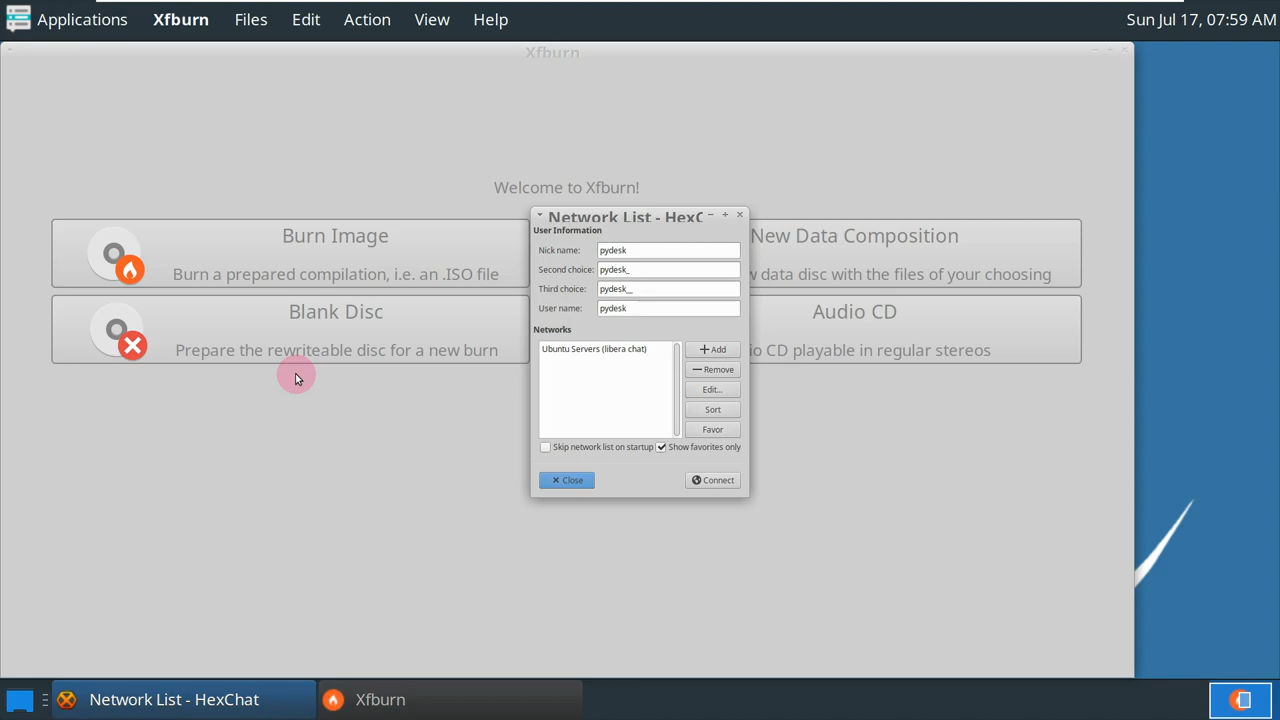 Applications Xfburn Files Edit Action View Help Sun Jul 17, 07:59 AM
Xfburn
Welcome to Xfburn!
Burn Image
Burn a prepared compilation, i.e. an .ISO file
New Data Composition
data disc with the files of your choosing
Blank Disc
Prepare the rewriteable disc for a new burn
Audio CD
CD playable in regular stereos
Network List - HexC
User Information
Nick name: pydesk
Second choice: pydesk_
Third choice: pydesk__
User name: pydesk
Networks
Ubuntu Servers (libera chat)
Add
Remove
Edit...
Sort
Favor
Skip network list on startup Show favorites only
Close Connect
Network List - HexChat Xfburn